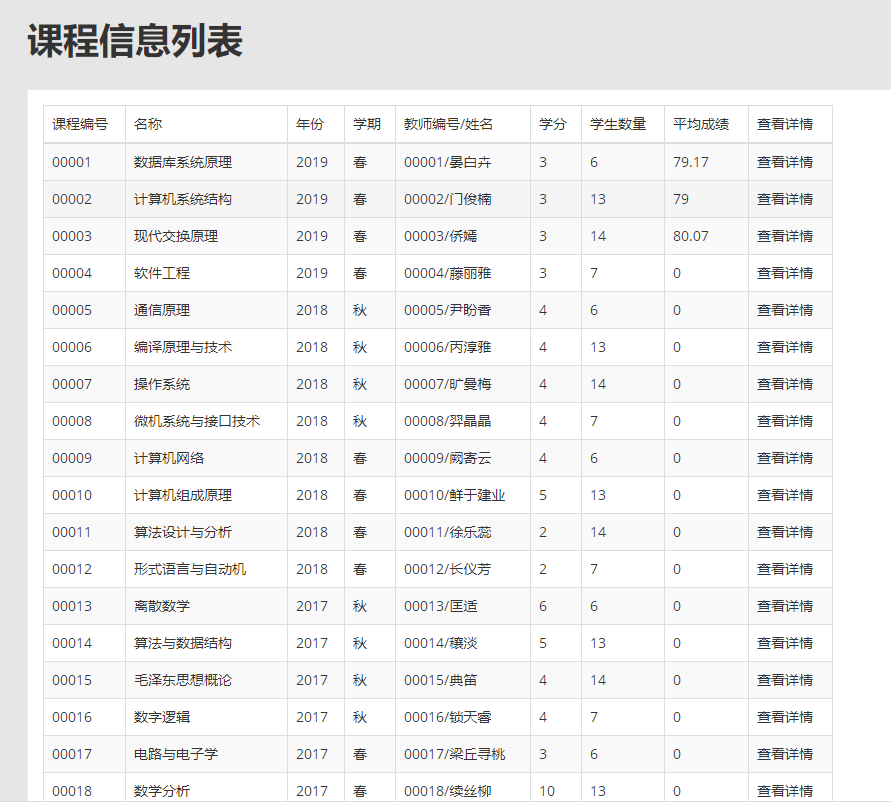 课程信息列表
课程编号 名称 年份 学期 教师编号/姓名 学分 学生数量 平均成绩 查看详情
00001 数据库系统原理 2019 春 00001/晏白卉 3 6 79.17 查看详情
00002 计算机系统结构 2019 春 00002/门俊楠 3 13 79 查看详情
00003 现代交换原理 2019 春 00003/侨嫣 3 14 80.07 查看详情
00004 软件工程 2019 春 00004/藤丽雅 3 7 0 查看详情
00005 通信原理 2018 秋 00005/尹盼香 4 6 0 查看详情
00006 编译原理与技术 2018 秋 00006/丙淳雅 4 13 0 查看详情
00007 操作系统 2018 秋 00007/旷曼梅 4 14 0 查看详情
00008 微机系统与接口技术 2018 秋 00008/羿晶晶 4 7 0 查看详情
00009 计算机网络 2018 春 00009/阙寄云 4 6 0 查看详情
00010 计算机组成原理 2018 春 00010/鲜于建业 5 13 0 查看详情
00011 算法设计与分析 2018 春 00011/徐乐蕊 2 14 0 查看详情
00012 形式语言与自动机 2018 春 00012/长仪芳 2 7 0 查看详情
00013 离散数学 2017 秋 00013/匡适 6 6 0 查看详情
00014 算法与数据结构 2017 秋 00014/穰淡 5 13 0 查看详情
00015 毛泽东思想概论 2017 秋 00015/典笛 4 14 0 查看详情
00016 数字逻辑 2017 秋 00016/锁天睿 4 7 0 查看详情
00017 电路与电子学 2017 春 00017/梁丘寻桃 3 6 0 查看详情
00018 数学分析 2017 春 00018/续丝柳 10 13 0 查看详情